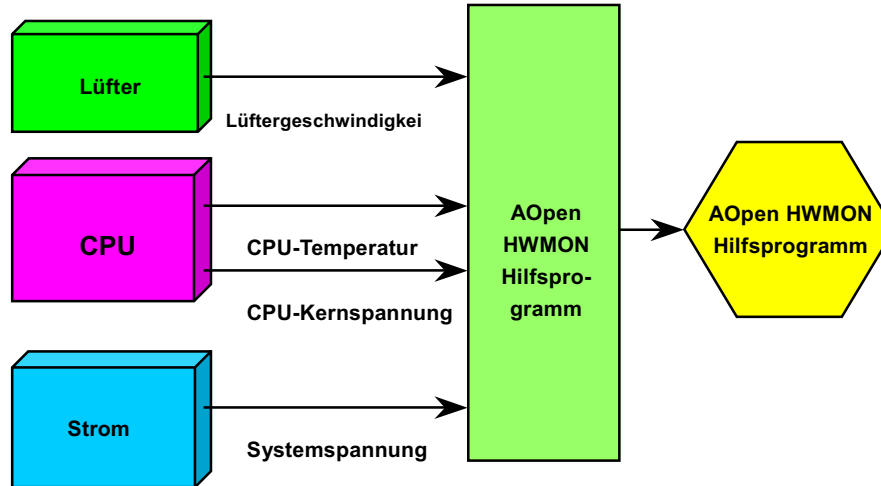 Lüfter
Lüftergeschwindigkei
CPU
CPU-Temperatur
CPU-Kernspannung
Strom
Systemspannung
AOpen
HWMON
Hilfspro-
gramm
AOpen HWMON
Hilfsprogramm